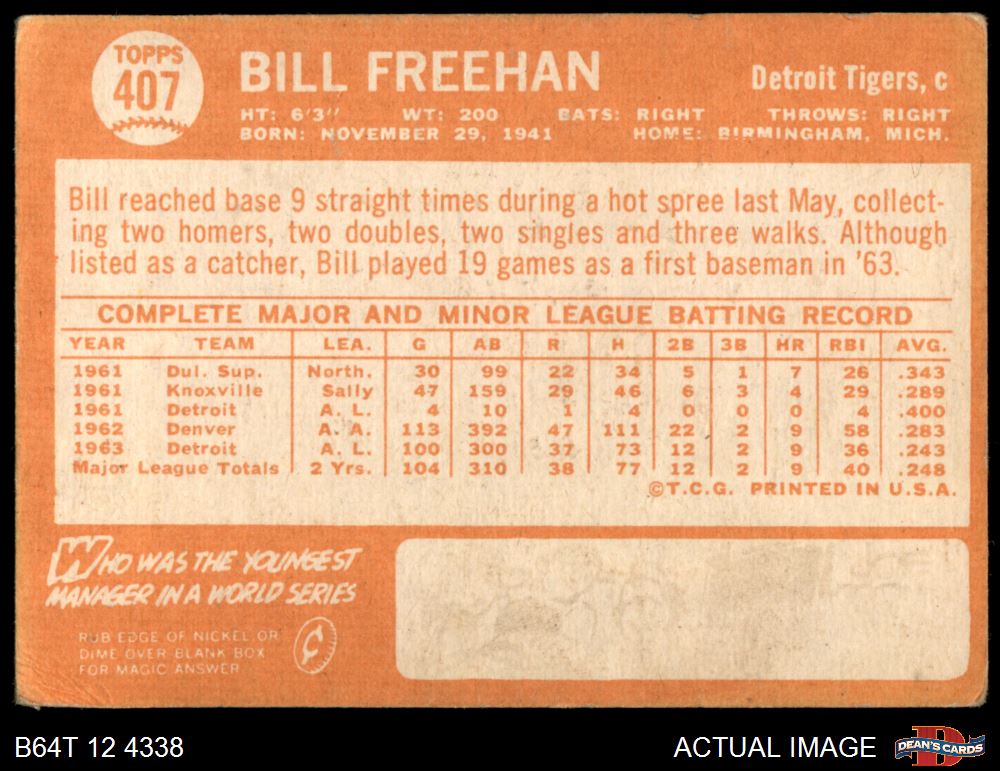 TOPPS
407
BILL FREEHAN
Detroit Tigers, c
HT: 6'3" WT: 200 BATS: RIGHT THROWS: RIGHT
BORN: NOVEMBER 29, 1941 HOME: BIRMINGHAM, MICH.
Bill reached base 9 straight times during a hot spree last May, collect-
ing two homers, two doubles, two singles and three walks. Although
listed as a catcher, Bill played 19 games as a first baseman in '63.
COMPLETE MAJOR AND MINOR LEAGUE BATTING RECORD
YEAR TEAM LEA. G AB R H 2B 3B HR RBI AVG.
1961 Dul. Sup. North. 30 99 22 34 5 1 7 26 .343
1961 Knoxville Sally 47 159 29 46 6 3 4 29 .289
1961 Detroit A. L. 4 10 1 4 0 0 0 4 .400
1962 Denver A. A. 113 392 47 111 22 2 9 58 .283
1963 Detroit A. L. 100 300 37 73 12 2 9 36 .243
Major League Totals 2 Yrs. 104 310 38 77 12 2 9 40 .248
©T.C.G. PRINTED IN U.S.A.
WHO WAS THE YOUNGEST
MANAGER IN A WORLD SERIES
RUB EDGE OF NICKEL OR
DIME OVER BLANK BOX
FOR MAGIC ANSWER
¢
B64T 12 4338
ACTUAL IMAGE
D
DEAN'S CARDS